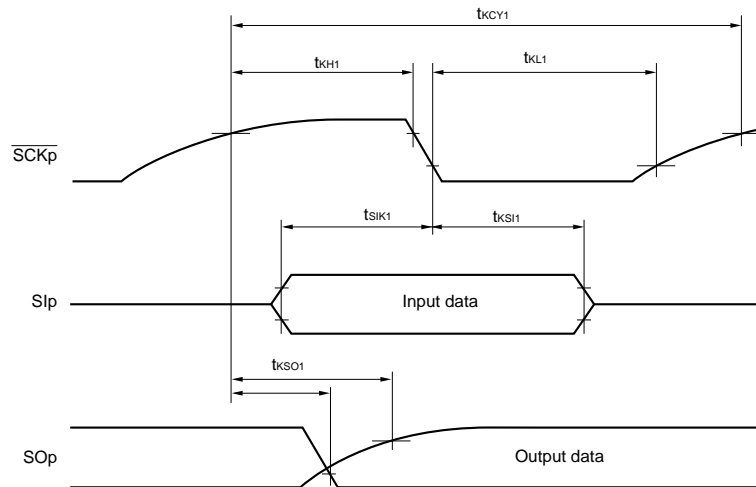 tKCY1
tKH1
tKL1
SCKp
tSIK1
tKSI1
SIp
Input data
tKSO1
SOp
Output data